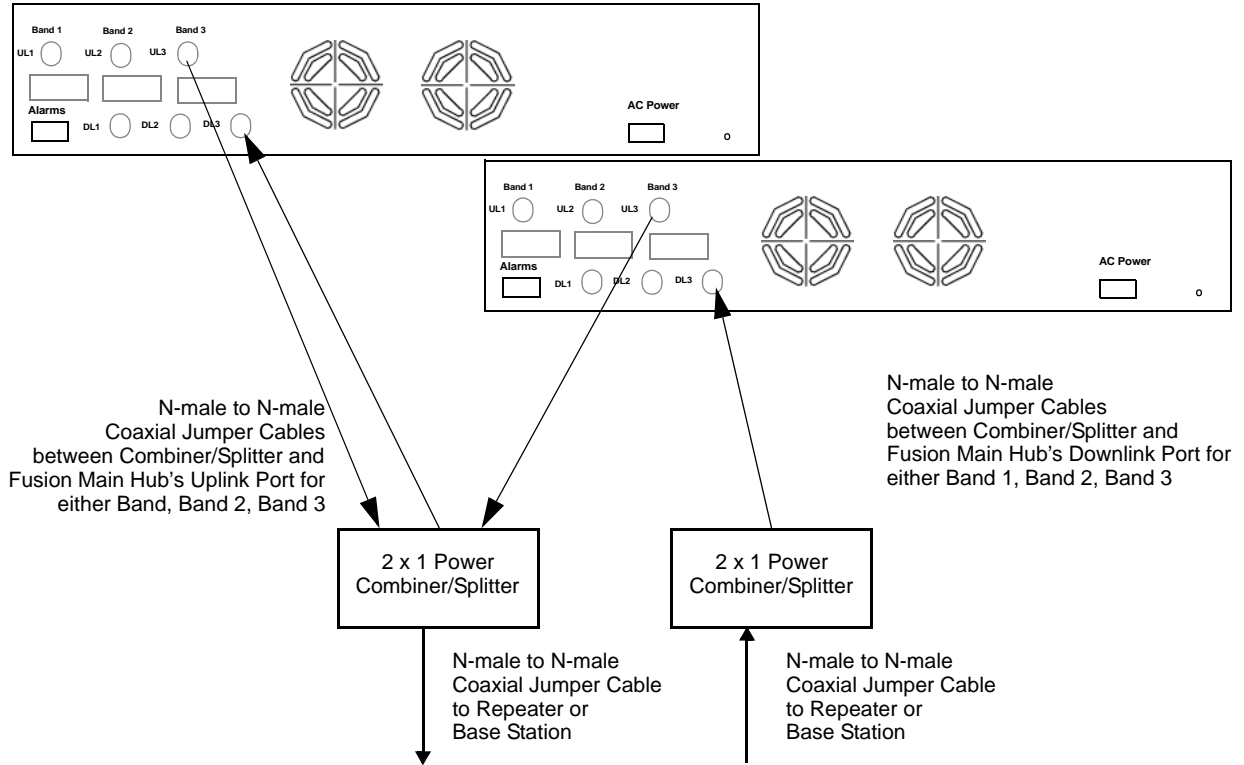 Band 1 Band 2 Band 3
UL1 UL2 UL3
Alarms
DL1 DL2 DL3
AC Power
Band 1 Band 2 Band 3
UL1 UL2 UL3
Alarms
DL1 DL2 DL3
AC Power
N-male to N-male
Coaxial Jumper Cables
between Combiner/Splitter and
Fusion Main Hub's Uplink Port for
either Band, Band 2, Band 3
N-male to N-male
Coaxial Jumper Cables
between Combiner/Splitter and
Fusion Main Hub's Downlink Port for
either Band 1, Band 2, Band 3
2 x 1 Power
Combiner/Splitter
2 x 1 Power
Combiner/Splitter
N-male to N-male
Coaxial Jumper Cable
to Repeater or
Base Station
N-male to N-male
Coaxial Jumper Cable
to Repeater or
Base Station